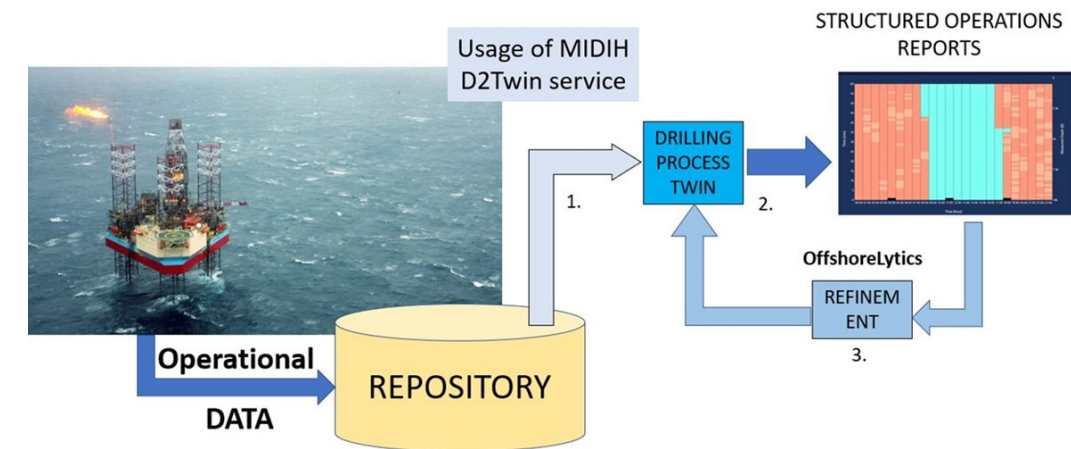 STRUCTURED OPERATIONS
REPORTS
Usage of MIDIH
D2Twin service
DRILLING
PROCESS
TWIN
1.
2.
OffshoreLytics
REFINEM
ENT
3.
Operational
DATA
REPOSITORY